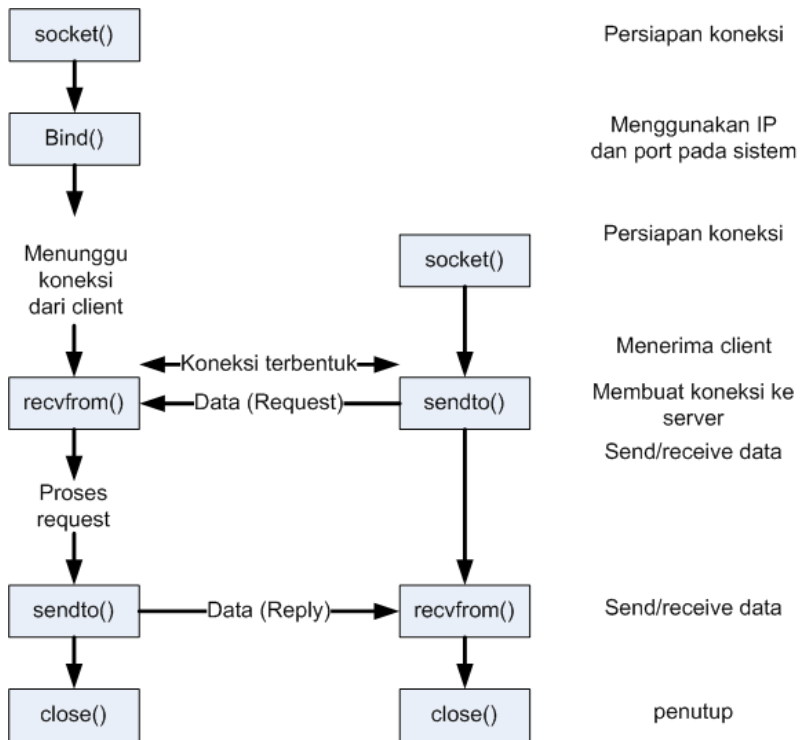 socket()
Persiapan koneksi
Bind()
Menggunakan IP
dan port pada sistem
Menunggu
koneksi
dari client
socket()
Persiapan koneksi
Koneksi terbentuk
Menerima client
recvfrom()
Data (Request)
sendto()
Membuat koneksi ke
server
Send/receive data
Proses
request
sendto()
Data (Reply)
recvfrom()
Send/receive data
close()
close()
penutup